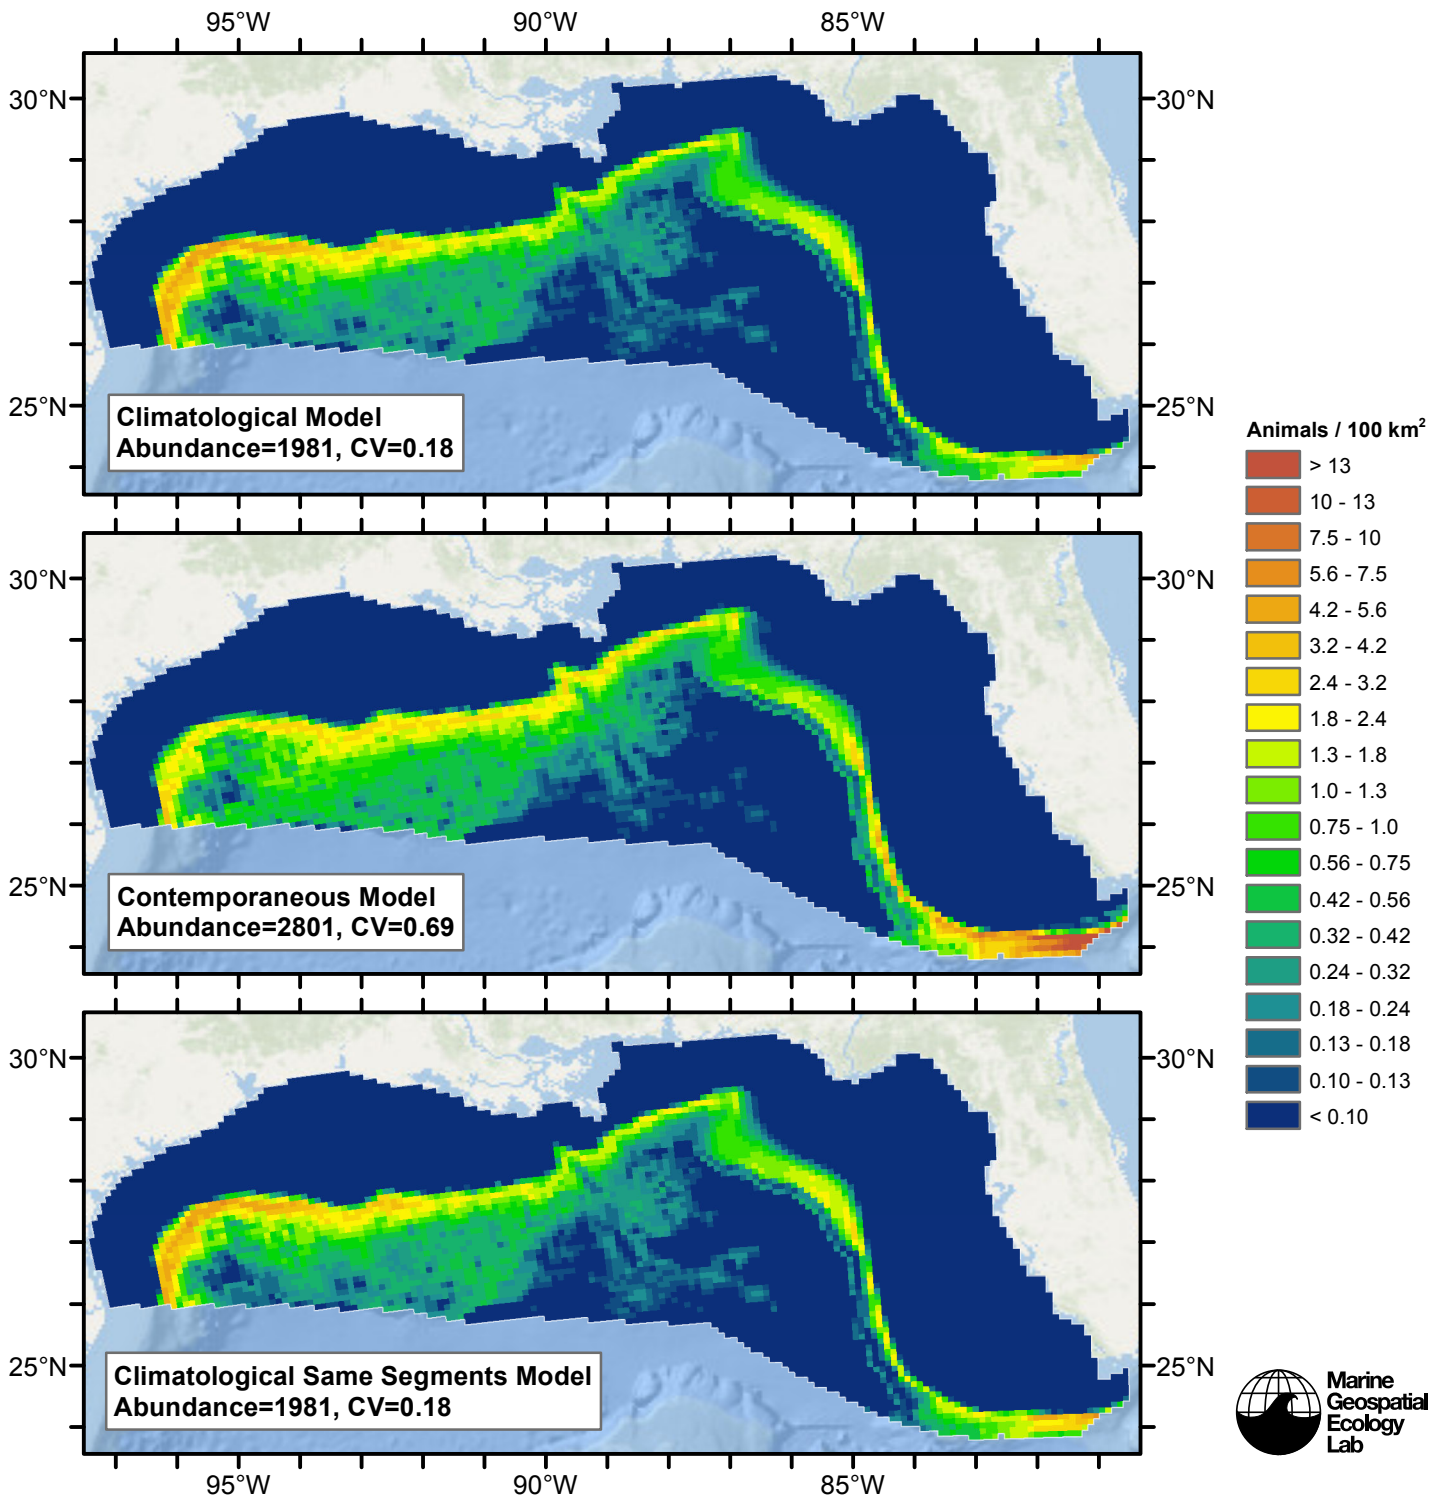 95°W 90°W 85°W
30°N 30°N
25°N 25°N
Climatological Model
Abundance=1981, CV=0.18
30°N 30°N
25°N 25°N
Contemporaneous Model
Abundance=2801, CV=0.69
30°N 30°N
25°N 25°N
Climatological Same Segments Model
Abundance=1981, CV=0.18
95°W 90°W 85°W
Animals / 100 km²
> 13
10 - 13
7.5 - 10
5.6 - 7.5
4.2 - 5.6
3.2 - 4.2
2.4 - 3.2
1.8 - 2.4
1.3 - 1.8
1.0 - 1.3
0.75 - 1.0
0.56 - 0.75
0.42 - 0.56
0.32 - 0.42
0.24 - 0.32
0.18 - 0.24
0.13 - 0.18
0.10 - 0.13
< 0.10
Marine
Geospatial
Ecology
Lab